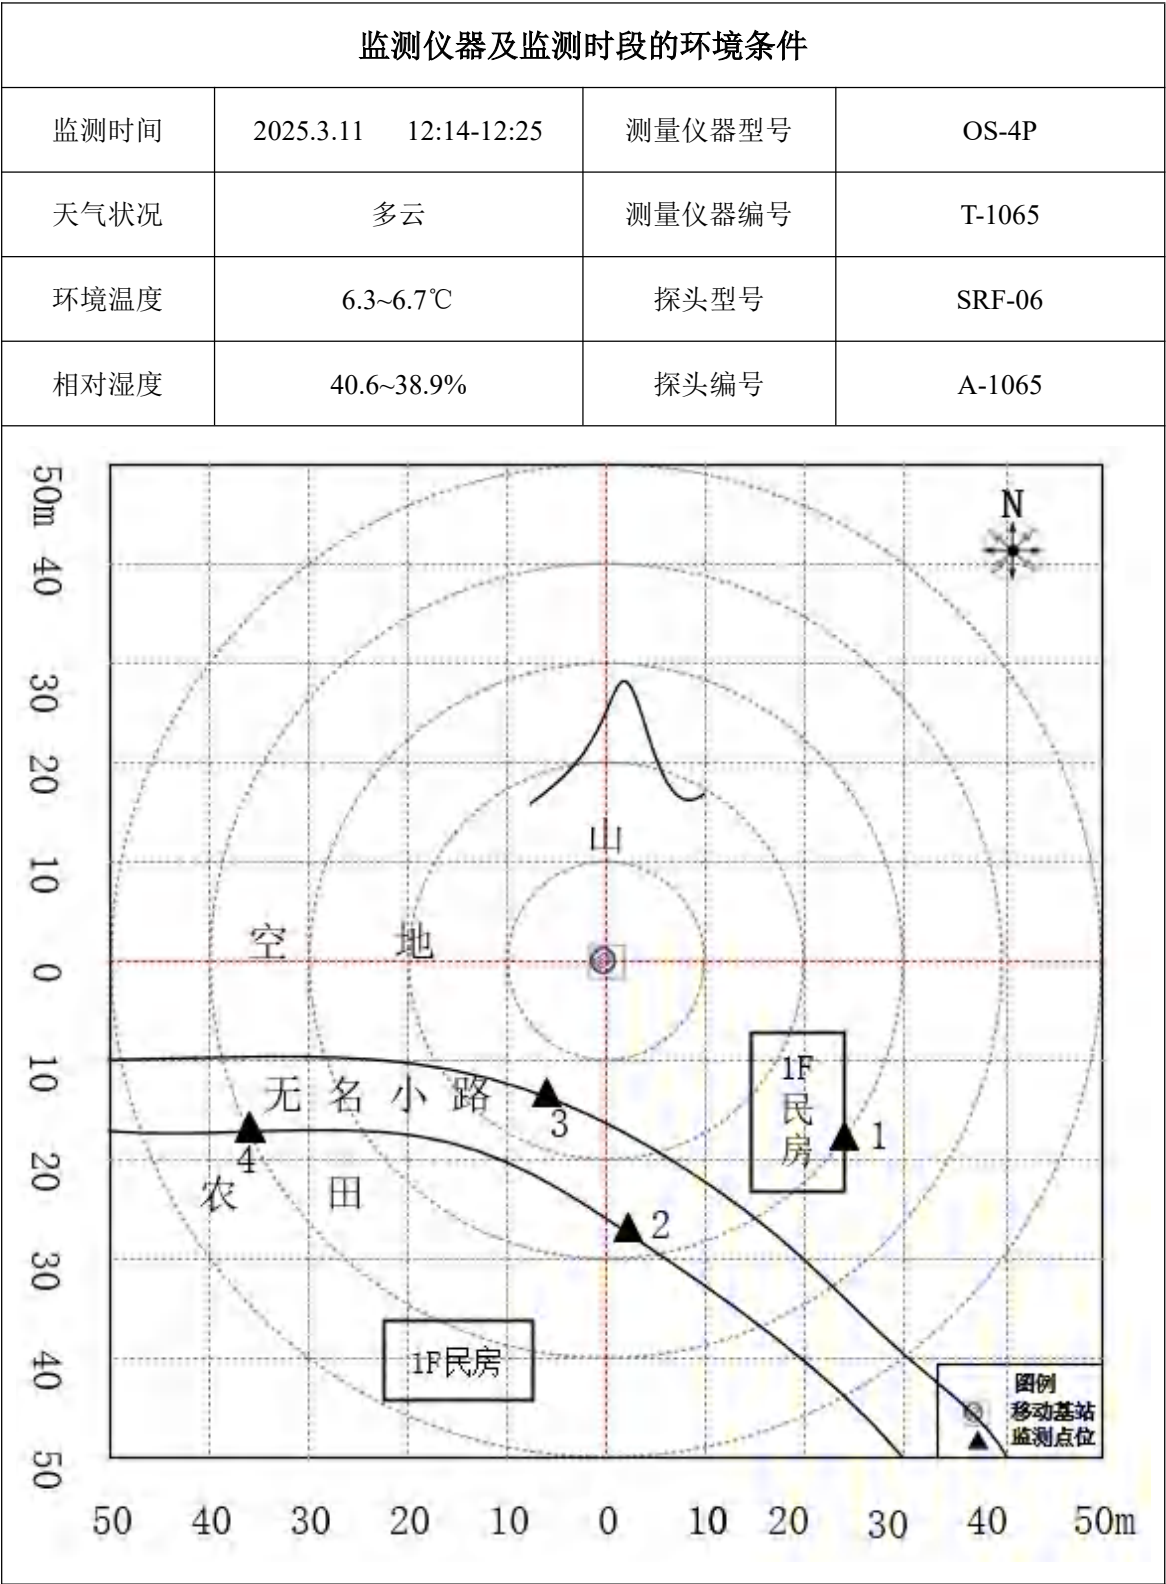 监测仪器及监测时段的环境条件
监测时间 2025.3.11 12:14-12:25 测量仪器型号 OS-4P
天气状况 多云 测量仪器编号 T-1065
环境温度 6.3~6.7℃ 探头型号 SRF-06
相对湿度 40.6~38.9% 探头编号 A-1065
50m
N
40
30
20
山
10
空 地
0
1F
民
房
10
无名小路
3
1
4
20
农 田
2
30
1F民房
40
图例
移动基站
监测点位
50
50 40 30 20 10 0 10 20 30 40 50m